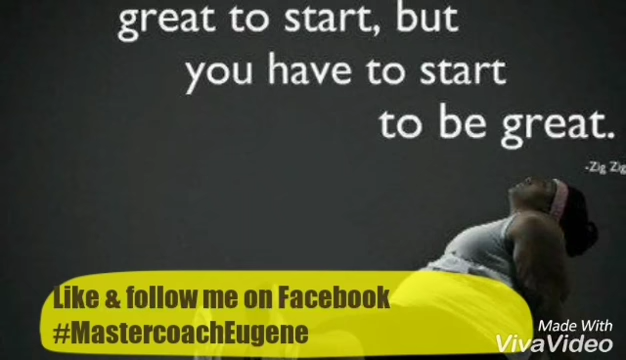 great to start, but
you have to start
to be great.
-Zig Zig
Like & follow me on Facebook
#MastercoachEugene
Made With
VivaVideo